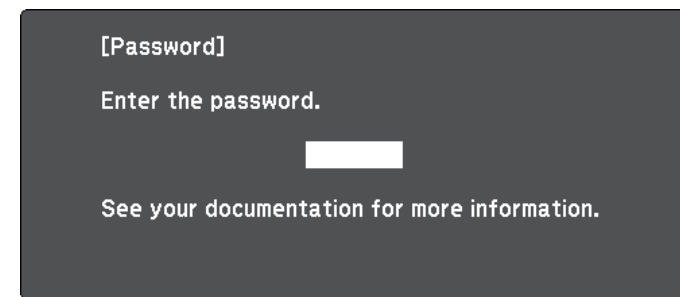 [Password]
Enter the password.
See your documentation for more information.